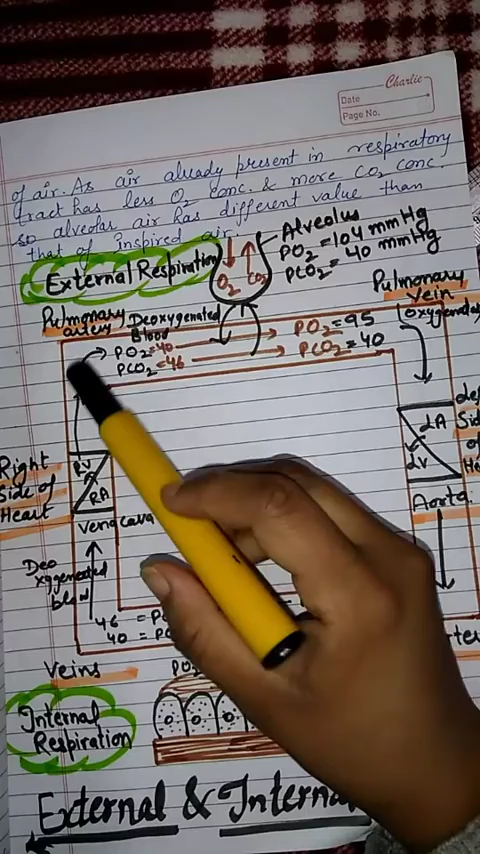 Charlie
Date
Page No.
of air. As air already present in respiratory
tract has less O2 conc. & more CO2 conc.
so alveolar air has different value than
that of inspired air.
External Respiration
O2 CO2
Alveolus
PO2 = 104 mmHg
PCO2 = 40 mmHg
Pulmonary
artery
Deoxygenated
Blood
Pulmonary
Vein
PO2=40
PCO2=46
PO2=95
PCO2=40
RV
RA
LA
LV
Right
Side of
Heart
Side
of
Aorta
Vena cava
Deo
xygenated
blood
46 =
40 =
Veins
Internal
Respiration
External &